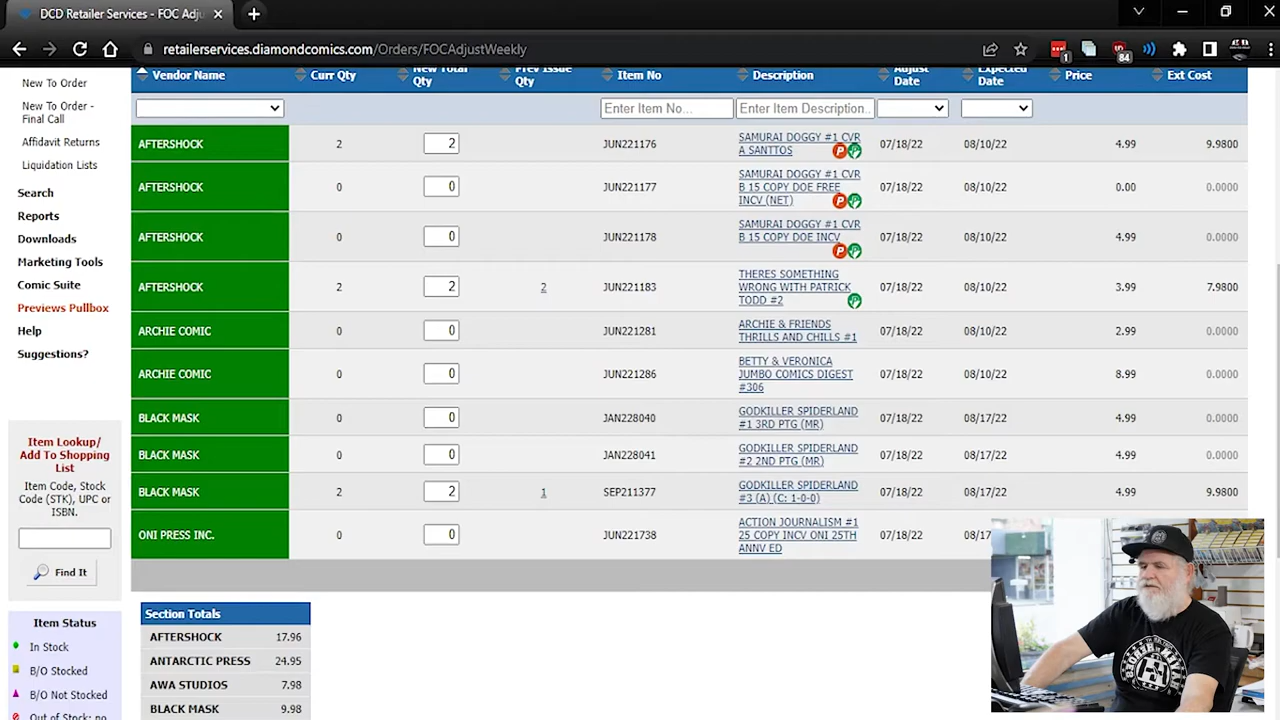 DCD Retailer Services - FOC Adju
retailerservices.diamondcomics.com/Orders/FOCAdjustWeekly
1
84
New To Order
New To Order -
Final Call
Affidavit Returns
Liquidation Lists
Search
Reports
Downloads
Marketing Tools
Comic Suite
Previews Pullbox
Help
Suggestions?
Item Lookup/
Add To Shopping
List
Item Code, Stock
Code (STK), UPC or
ISBN.
Find It
Item Status
In Stock
B/O Stocked
B/O Not Stocked
Out of Stock: no
Vendor Name Curr Qty New Total Qty Prev Issue Qty Item No Description Adjust Date Expected Date Price Ext Cost
Enter Item No... Enter Item Description..
AFTERSHOCK 2 2 JUN221176 SAMURAI DOGGY #1 CVR 07/18/22 08/10/22 4.99 9.9800
A SANTTOS P
AFTERSHOCK 0 0 JUN221177 SAMURAI DOGGY #1 CVR 07/18/22 08/10/22 0.00 0.0000
B 15 COPY DOE FREE
INCV (NET) P
AFTERSHOCK 0 0 JUN221178 SAMURAI DOGGY #1 CVR 07/18/22 08/10/22 4.99 0.0000
B 15 COPY DOE INCV
P
AFTERSHOCK 2 2 2 JUN221183 THERES SOMETHING 07/18/22 08/10/22 3.99 7.9800
WRONG WITH PATRICK
TODD #2
ARCHIE COMIC 0 0 JUN221281 ARCHIE & FRIENDS 07/18/22 08/10/22 2.99 0.0000
THRILLS AND CHILLS #1
ARCHIE COMIC 0 0 JUN221286 BETTY & VERONICA 07/18/22 08/10/22 8.99 0.0000
JUMBO COMICS DIGEST
#306
BLACK MASK 0 0 JAN228040 GODKILLER SPIDERLAND 07/18/22 08/17/22 4.99 0.0000
#1 3RD PTG (MR)
BLACK MASK 0 0 JAN228041 GODKILLER SPIDERLAND 07/18/22 08/17/22 4.99 0.0000
#2 2ND PTG (MR)
BLACK MASK 2 2 1 SEP211377 GODKILLER SPIDERLAND 07/18/22 08/17/22 4.99 9.9800
#3 (A) (C: 1-0-0)
ONI PRESS INC. 0 0 JUN221738 ACTION JOURNALISM #1 07/18/22 08/17
25 COPY INCV ONI 25TH
ANNV ED
Section Totals
AFTERSHOCK 17.96
ANTARCTIC PRESS 24.95
AWA STUDIOS 7.98
BLACK MASK 9.98